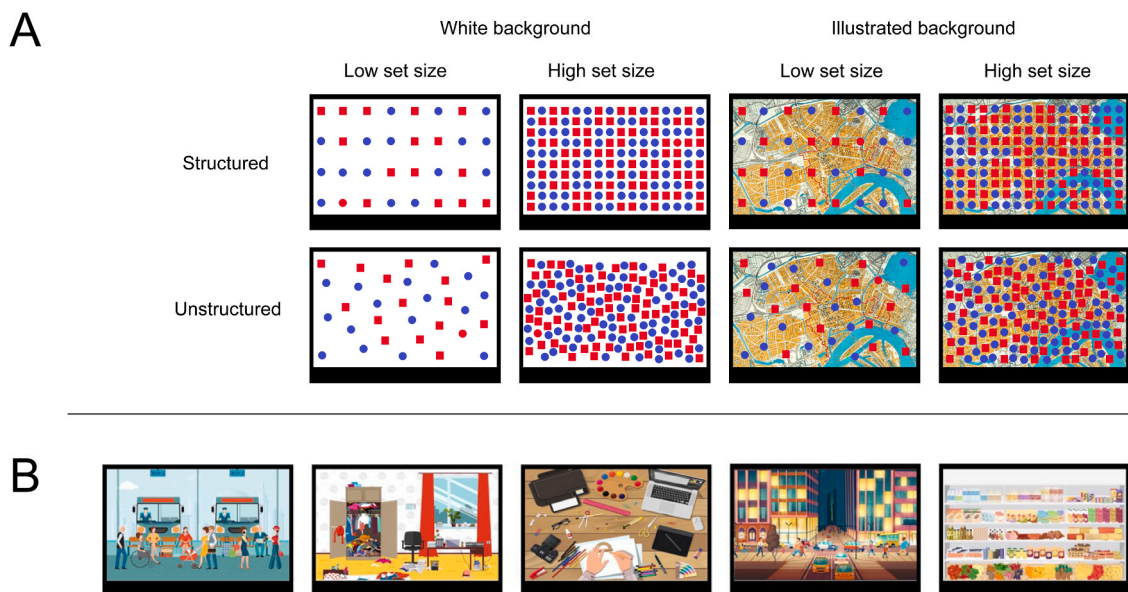 A
White background
Illustrated background
Low set size
High set size
Low set size
High set size
Structured
Unstructured
B